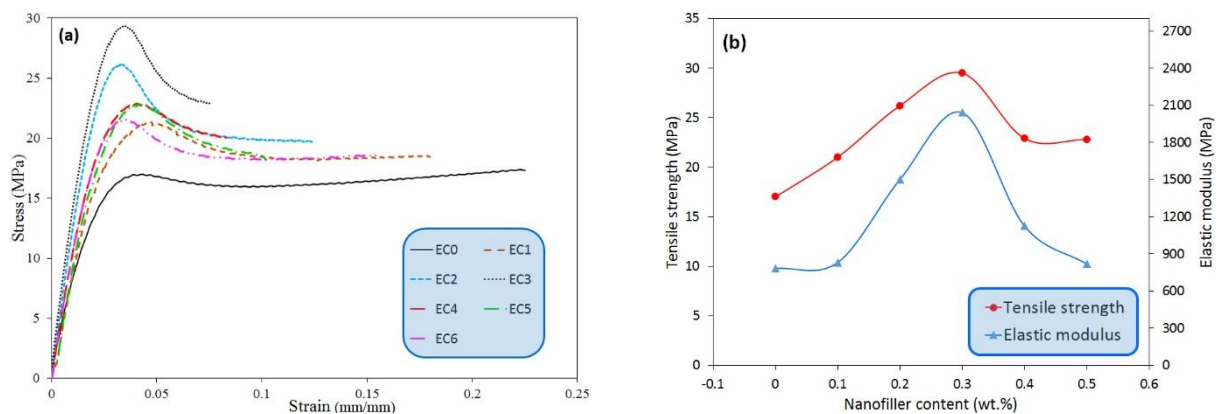 (a)
30
25
20
15
10
5
0
Stress (MPa)
0
0.05
0.1
0.15
0.2
0.25
Strain (mm/mm)
EC0 EC1
EC2 EC3
EC4 EC5
EC6
(b)
35
30
25
20
15
10
5
0
Tensile strength (MPa)
2700
2400
2100
1800
1500
1200
900
600
300
0
Elastic modulus (MPa)
-0.1 0 0.1 0.2 0.3 0.4 0.5 0.6
Nanofiller content (wt.%)
Tensile strength
Elastic modulus